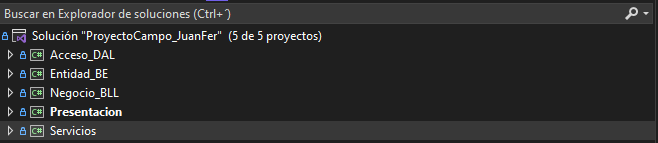 Buscar en Explorador de soluciones (Ctrl+´)
Solución "ProyectoCampo_JuanFer" (5 de 5 proyectos)
C# Acceso_DAL
C# Entidad_BE
C# Negocio_BLL
C# Presentacion
C# Servicios